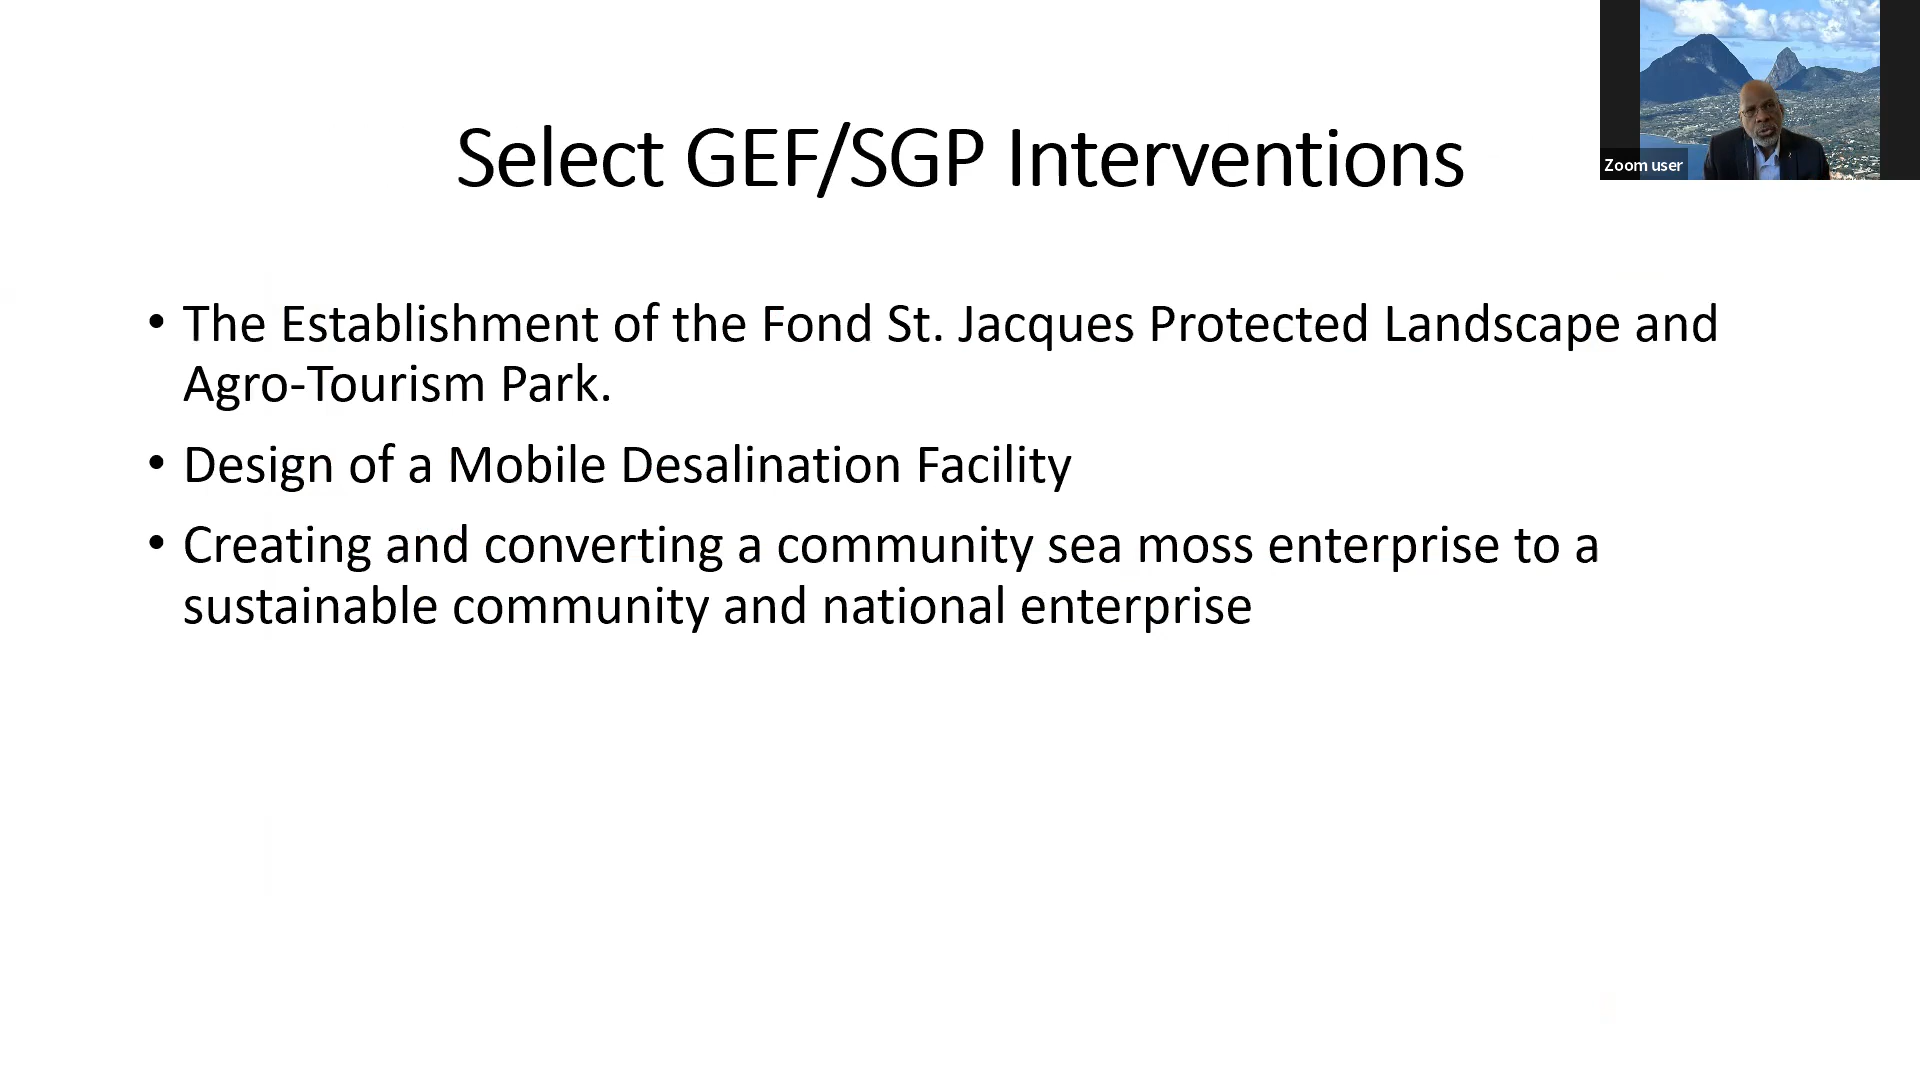 Select GEF/SGP Interventions
Zoom user
• The Establishment of the Fond St. Jacques Protected Landscape and
Agro-Tourism Park.
• Design of a Mobile Desalination Facility
• Creating and converting a community sea moss enterprise to a
sustainable community and national enterprise